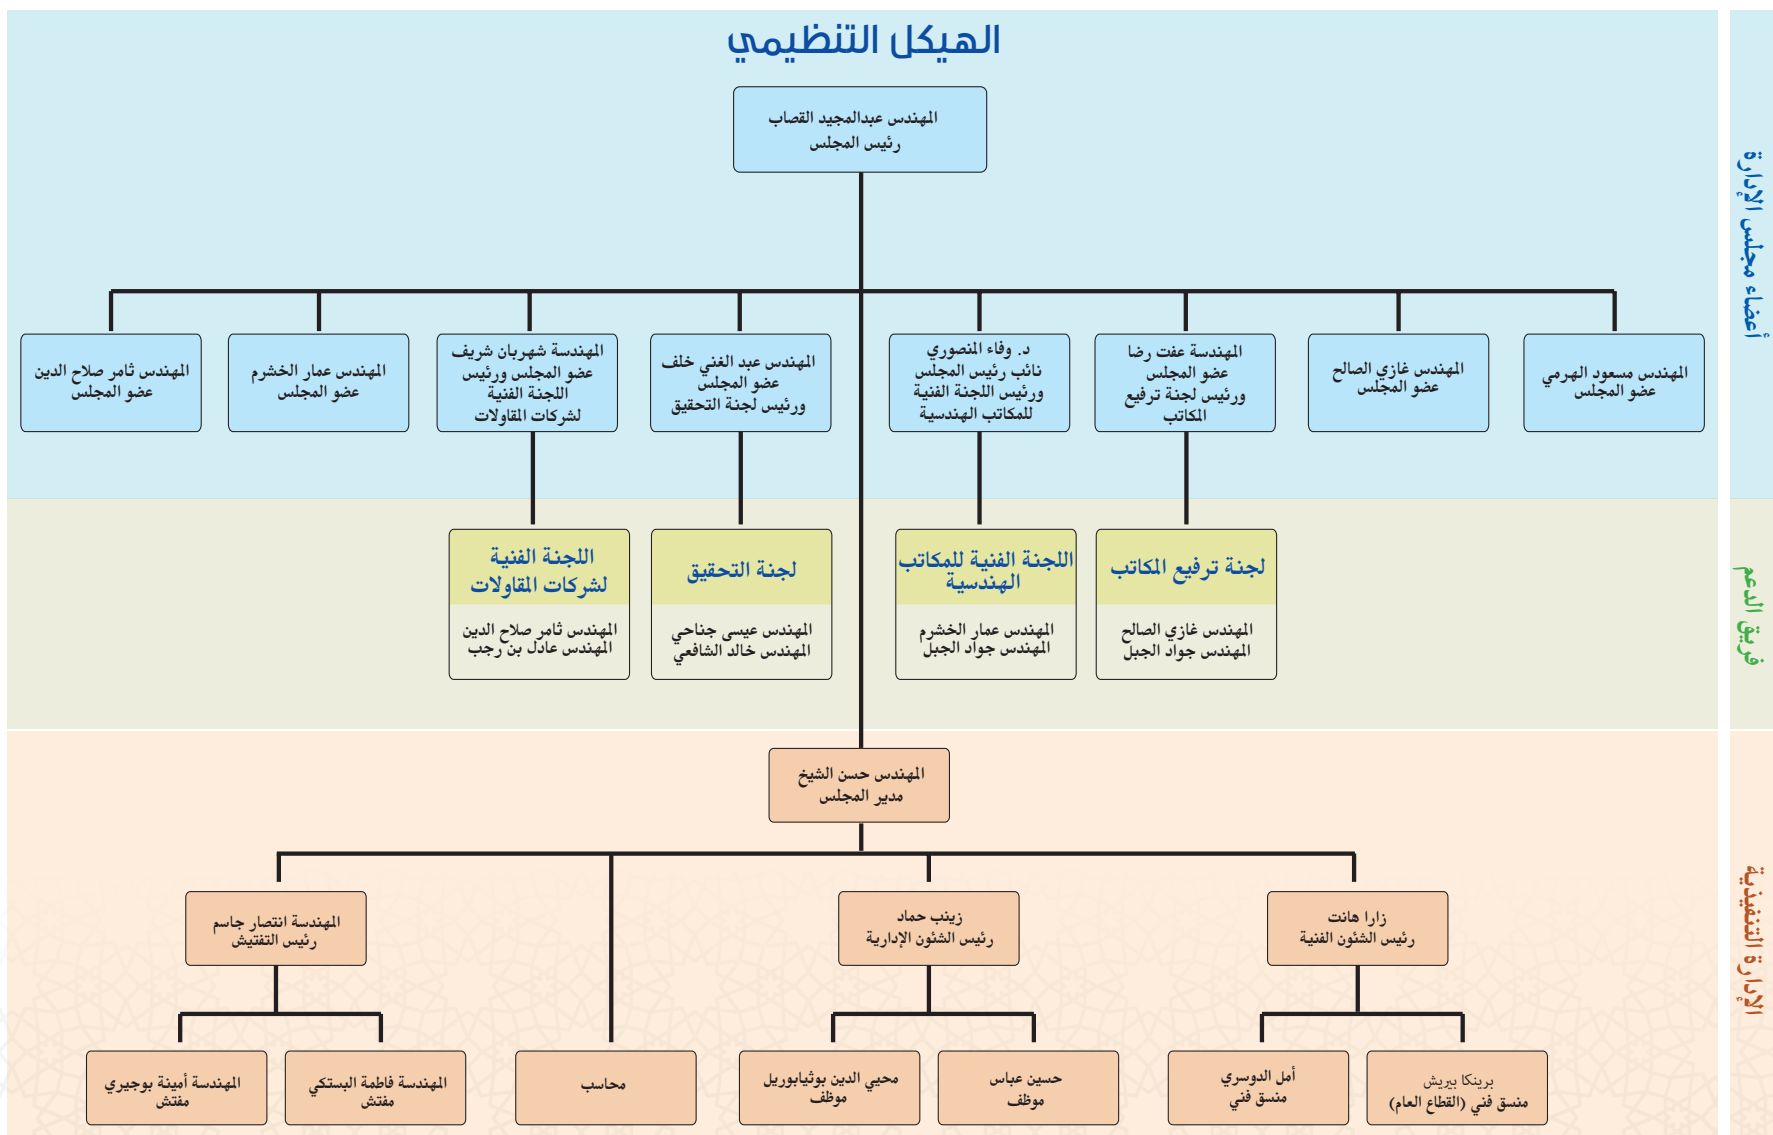 الهيكل التنظيمي
المهندس عبدالمجيد القصاب
رئيس المجلس
أعضاء مجلس الإدارة
المهندس مسعود الهرمي
عضو المجلس
المهندس غازي الصالح
عضو المجلس
المهندسة عفت رضا
عضو المجلس
ورئيس لجنة ترفيع
المكاتب
د. وفاء المنصوري
نائب رئيس المجلس
ورئيس اللجنة الفنية
للمكاتب الهندسية
المهندس عبد الغني خلف
عضو المجلس
ورئيس لجنة التحقيق
المهندسة شهربان شريف
عضو المجلس ورئيس
اللجنة الفنية
لشركات المقاولات
المهندس عمار الخشرم
عضو المجلس
المهندس ثامر صلاح الدين
عضو المجلس
فريق الدعم
لجنة ترفيع المكاتب
المهندس غازي الصالح
المهندس جواد الجبل
اللجنة الفنية للمكاتب
الهندسية
المهندس عمار الخشرم
المهندس جواد الجبل
لجنة التحقيق
المهندس عيسى جناحي
المهندس خالد الشافعي
اللجنة الفنية
لشركات المقاولات
المهندس ثامر صلاح الدين
المهندس عادل بن رجب
الإدارة التنفيذية
المهندس حسن الشيخ
مدير المجلس
زارا هانت
رئيس الشئون الفنية
زينب حماد
رئيس الشئون الإدارية
المهندسة انتصار جاسم
رئيس التفتيش
برينكا بيريش
منسق فني (القطاع العام)
أمل الدوسري
منسق فني
حسين عباس
موظف
محيي الدين بوثيابوريل
موظف
محاسب
المهندسة فاطمة البستكي
مفتش
المهندسة أمينة بوجيري
مفتش